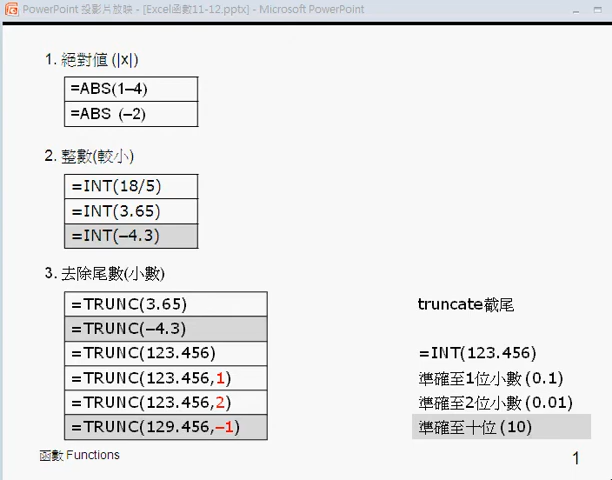 PowerPoint 投影片放映 - [Excel函數11-12.pptx] - Microsoft PowerPoint
1. 絕對值 (|x|)
=ABS(1–4)
=ABS (–2)
2. 整數(較小)
=INT(18/5)
=INT(3.65)
=INT(–4.3)
3. 去除尾數(小數)
=TRUNC(3.65) truncate截尾
=TRUNC(–4.3)
=TRUNC(123.456) =INT(123.456)
=TRUNC(123.456,1) 準確至1位小數 (0.1)
=TRUNC(123.456,2) 準確至2位小數 (0.01)
=TRUNC(129.456,–1) 準確至十位 (10)
函數 Functions 1